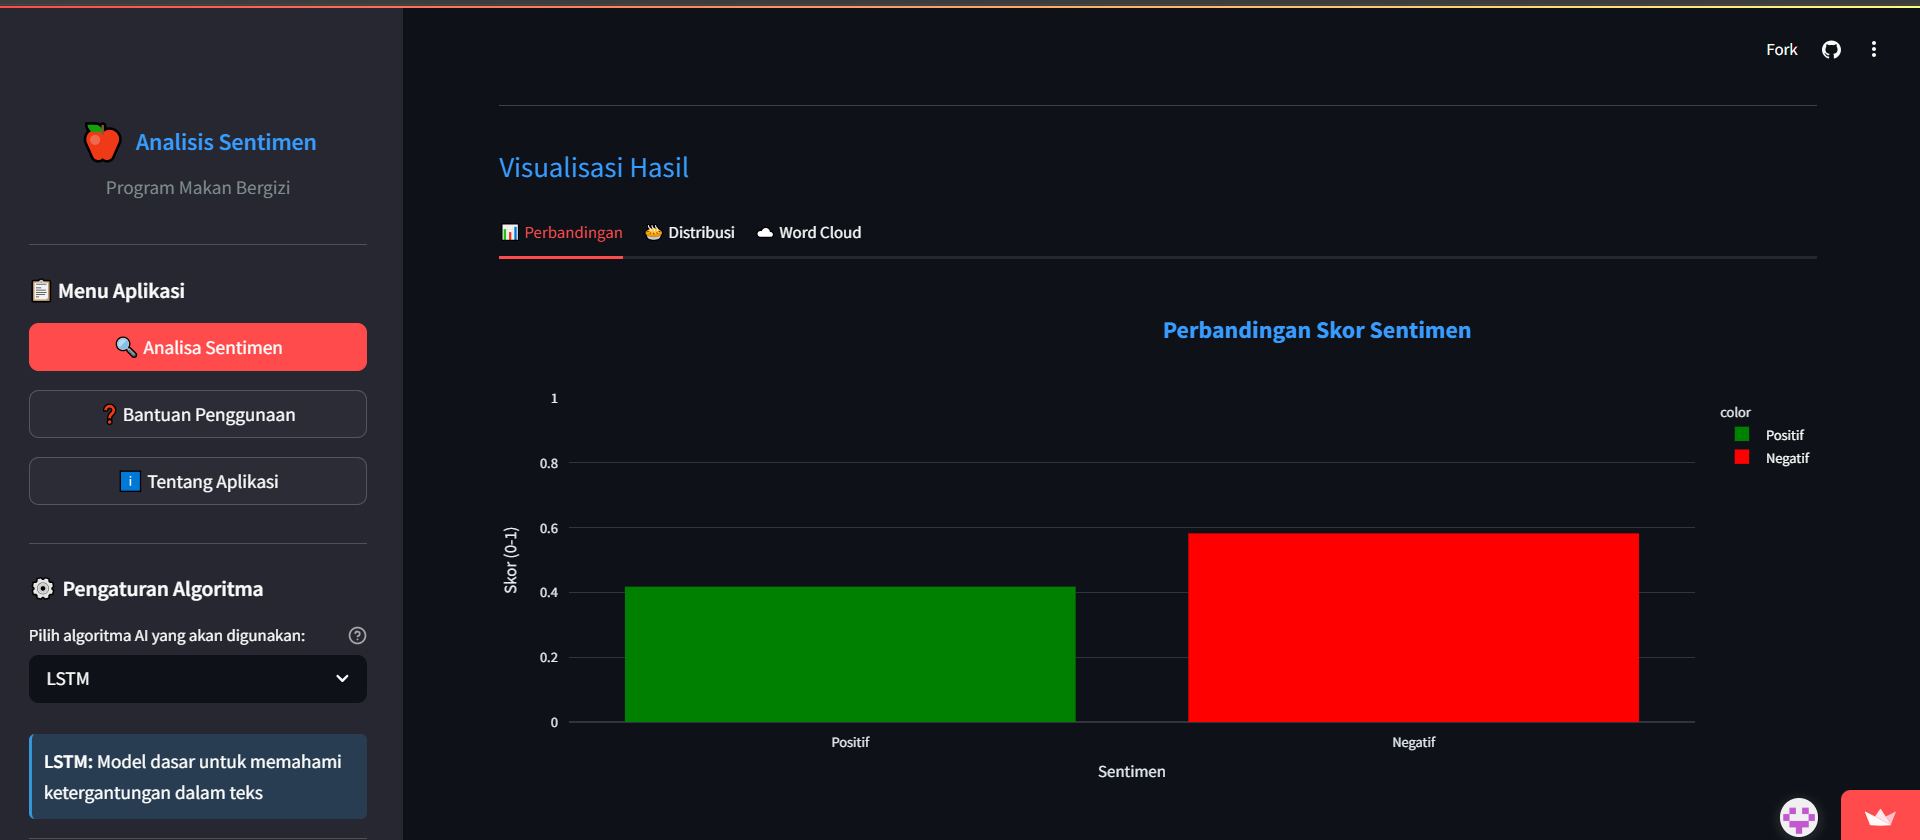 Fork
Analisis Sentimen
Program Makan Bergizi
Menu Aplikasi
Analisa Sentimen
Bantuan Penggunaan
Tentang Aplikasi
Pengaturan Algoritma
Pilih algoritma AI yang akan digunakan:
LSTM
LSTM: Model dasar untuk memahami
ketergantungan dalam teks
Visualisasi Hasil
Perbandingan
Distribusi
Word Cloud
Perbandingan Skor Sentimen
1
0.8
0.6
0.4
0.2
0
Skor (0-1)
Positif
Negatif
Sentimen
color
Positif
Negatif